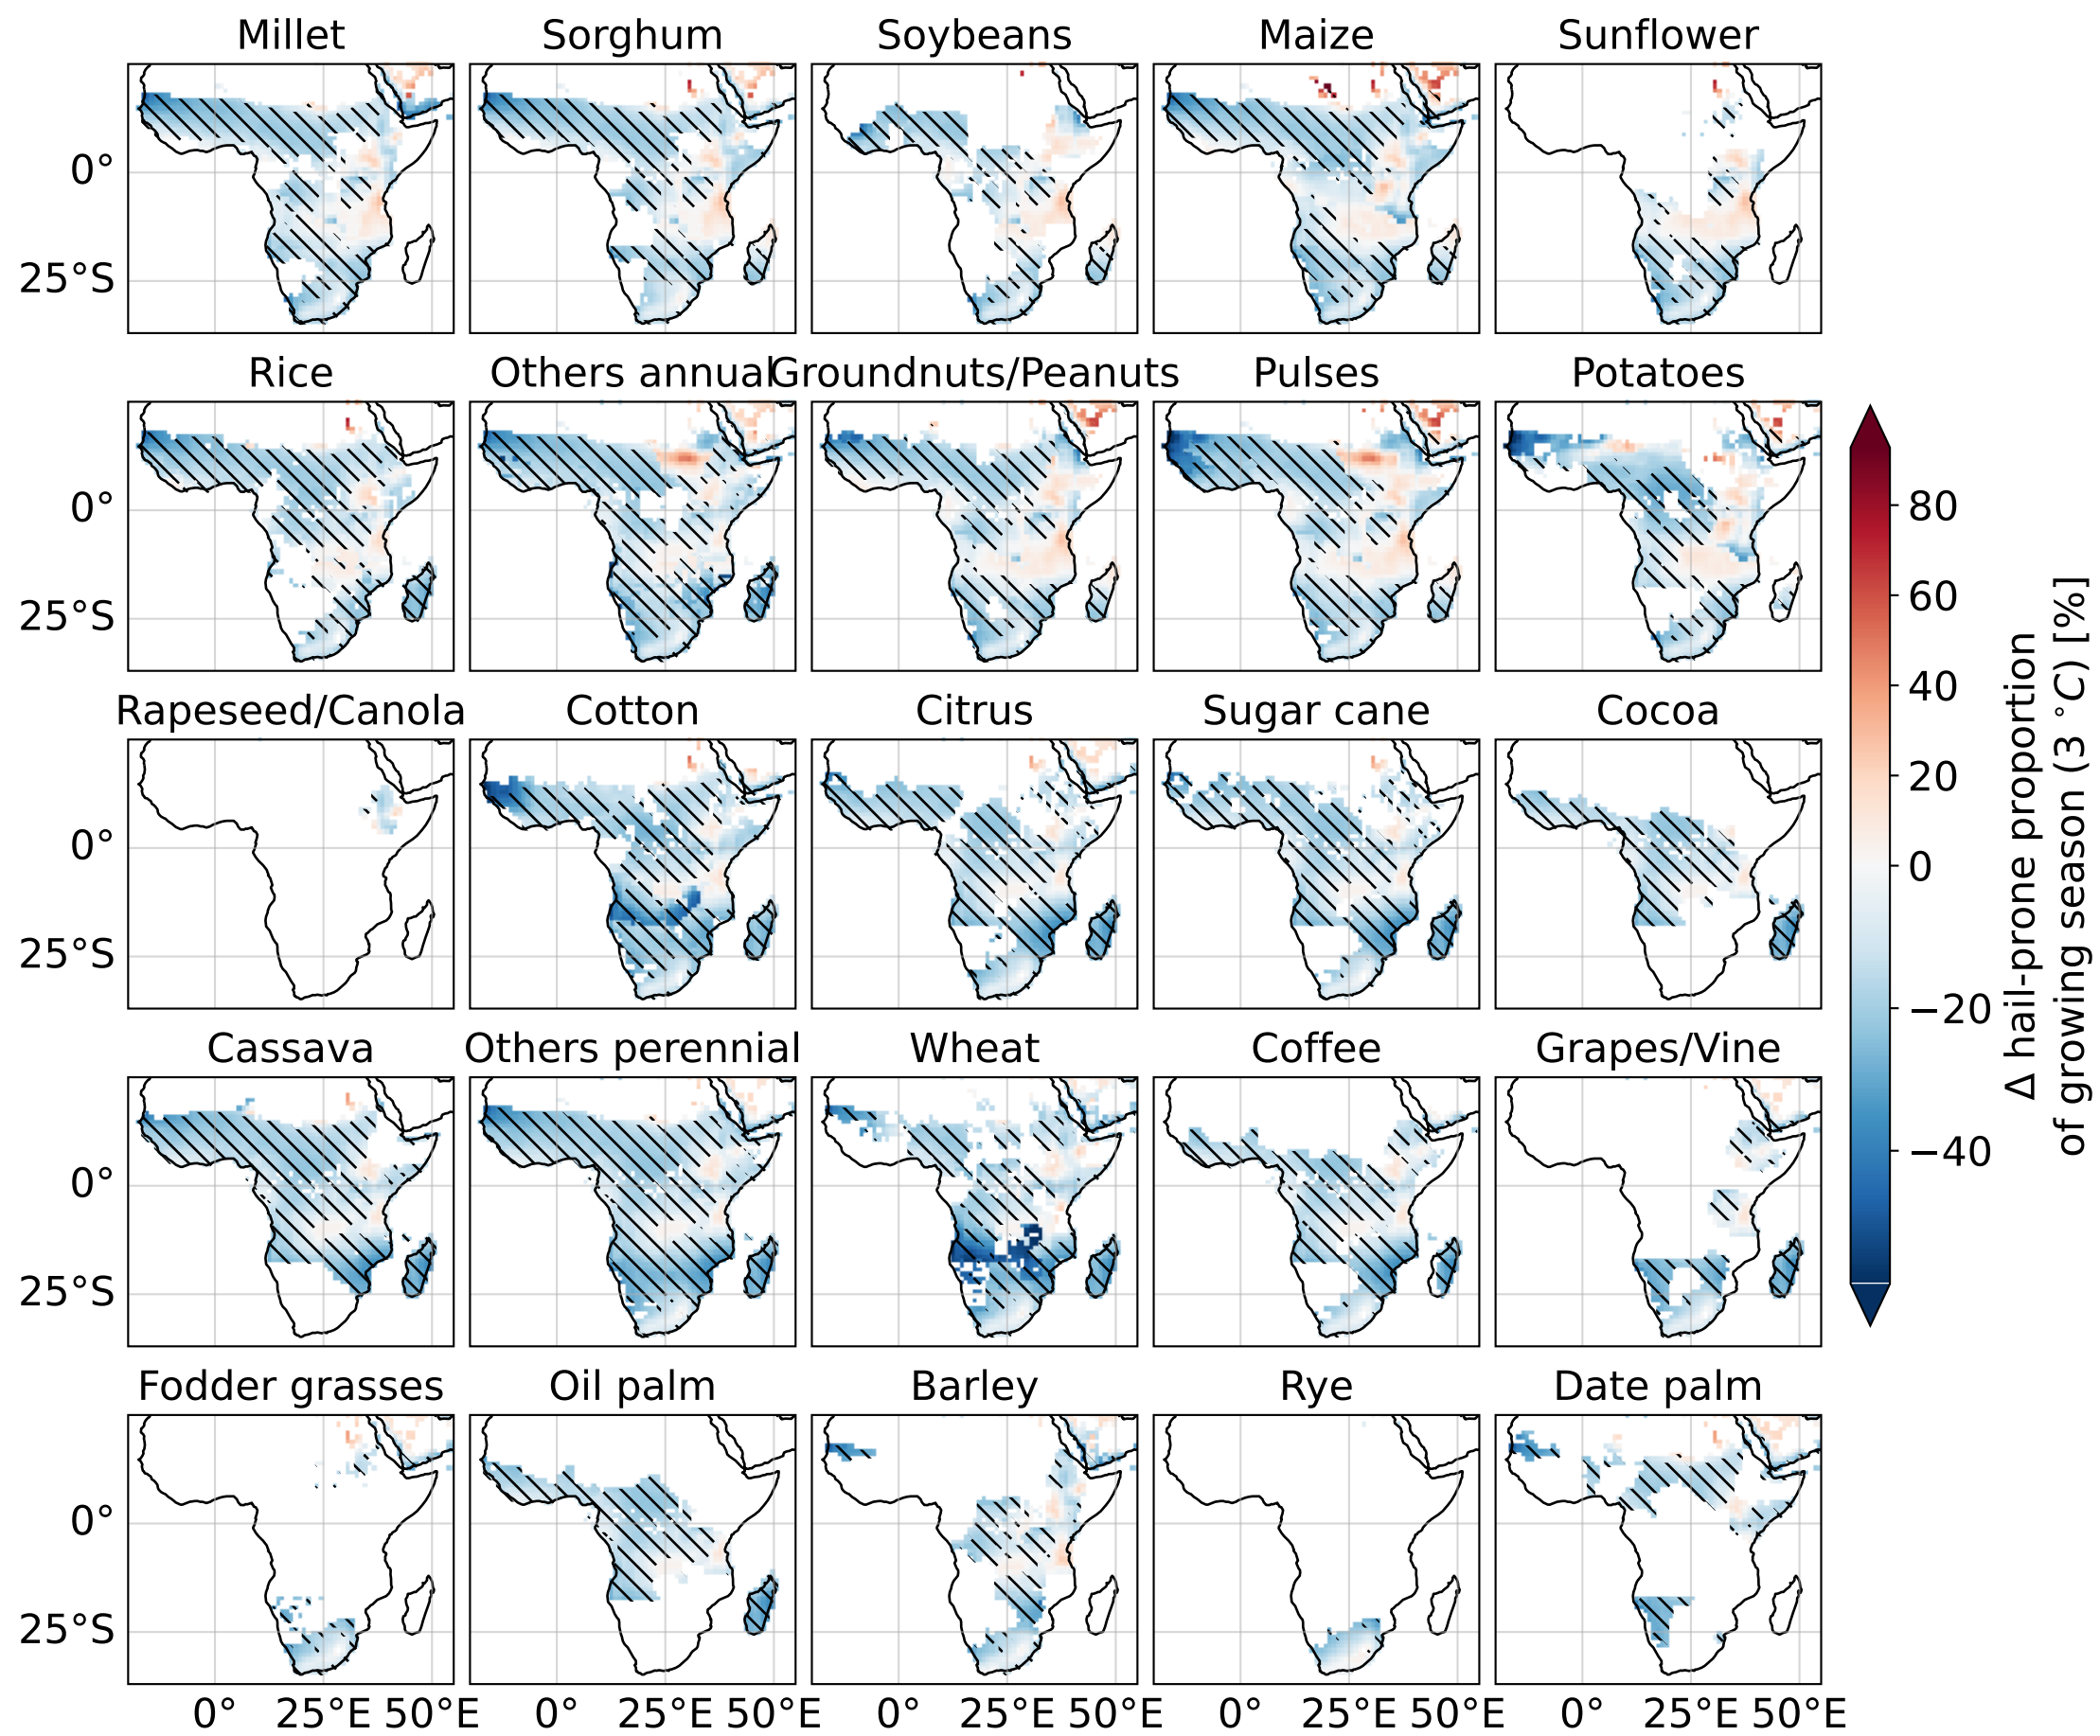 Millet Sorghum Soybeans Maize Sunflower
0°
25°S
Rice Others annual Groundnuts/Peanuts Pulses Potatoes
0°
25°S
Rapeseed/Canola Cotton Citrus Sugar cane Cocoa
0°
25°S
Cassava Others perennial Wheat Coffee Grapes/Vine
0°
25°S
Fodder grasses Oil palm Barley Rye Date palm
0°
25°S
0° 25°E 50°E 0° 25°E 50°E 0° 25°E 50°E 0° 25°E 50°E 0° 25°E 50°E
80
60
40
20
0
−20
−40
Δ hail-prone proportion
of growing season (3 °C) [%]